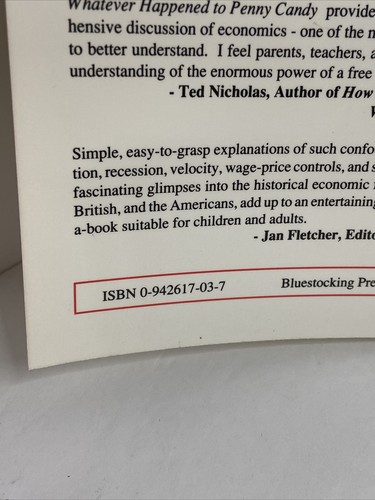 Whatever Happened to Penny Candy provide
hensive discussion of economics - one of the
to better understand. I feel parents, teachers,
understanding of the enormous power of a free
- Ted Nicholas, Author of How
Simple, easy-to-grasp explanations of such confo
tion, recession, velocity, wage-price controls, and s
fascinating glimpses into the historical economic
British, and the Americans, add up to an entertaining
a-book suitable for children and adults.
- Jan Fletcher, Edito
ISBN 0-942617-03-7 Bluestocking Pre